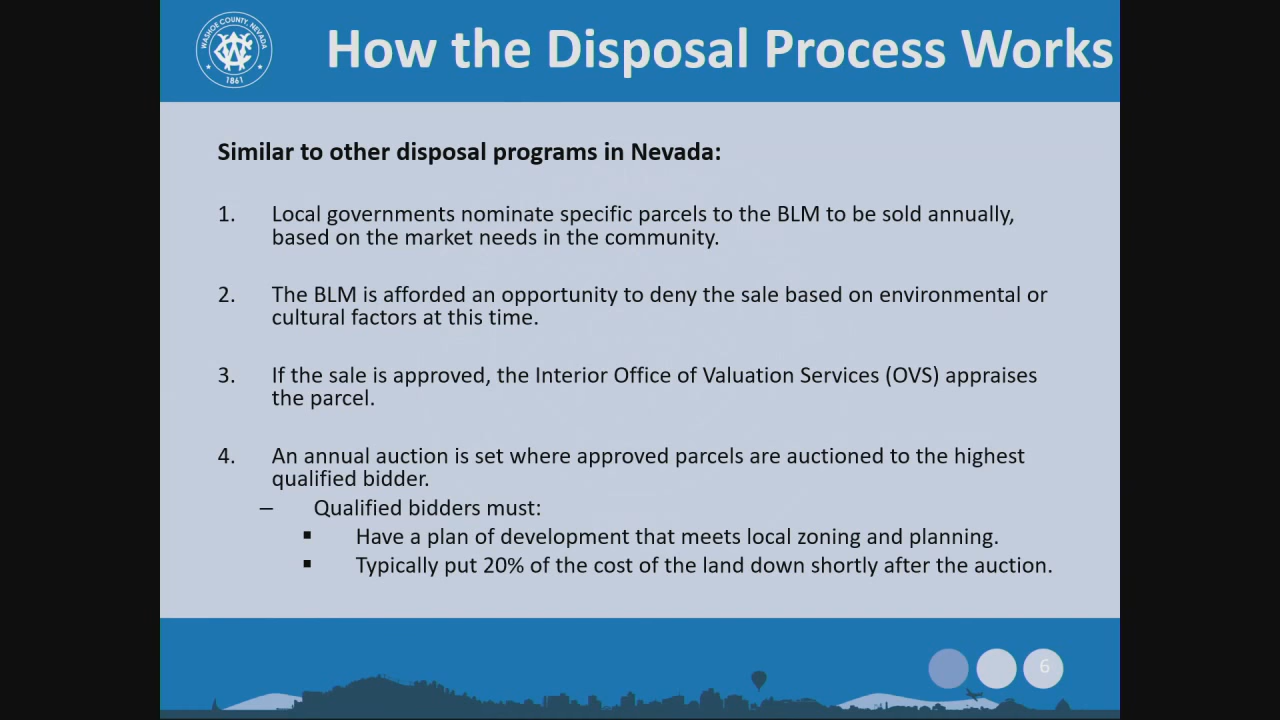 WASHOE COUNTY, NEVADA
1861
How the Disposal Process Works
Similar to other disposal programs in Nevada:
1. Local governments nominate specific parcels to the BLM to be sold annually,
based on the market needs in the community.
2. The BLM is afforded an opportunity to deny the sale based on environmental or
cultural factors at this time.
3. If the sale is approved, the Interior Office of Valuation Services (OVS) appraises
the parcel.
4. An annual auction is set where approved parcels are auctioned to the highest
qualified bidder.
– Qualified bidders must:
▪ Have a plan of development that meets local zoning and planning.
▪ Typically put 20% of the cost of the land down shortly after the auction.
6